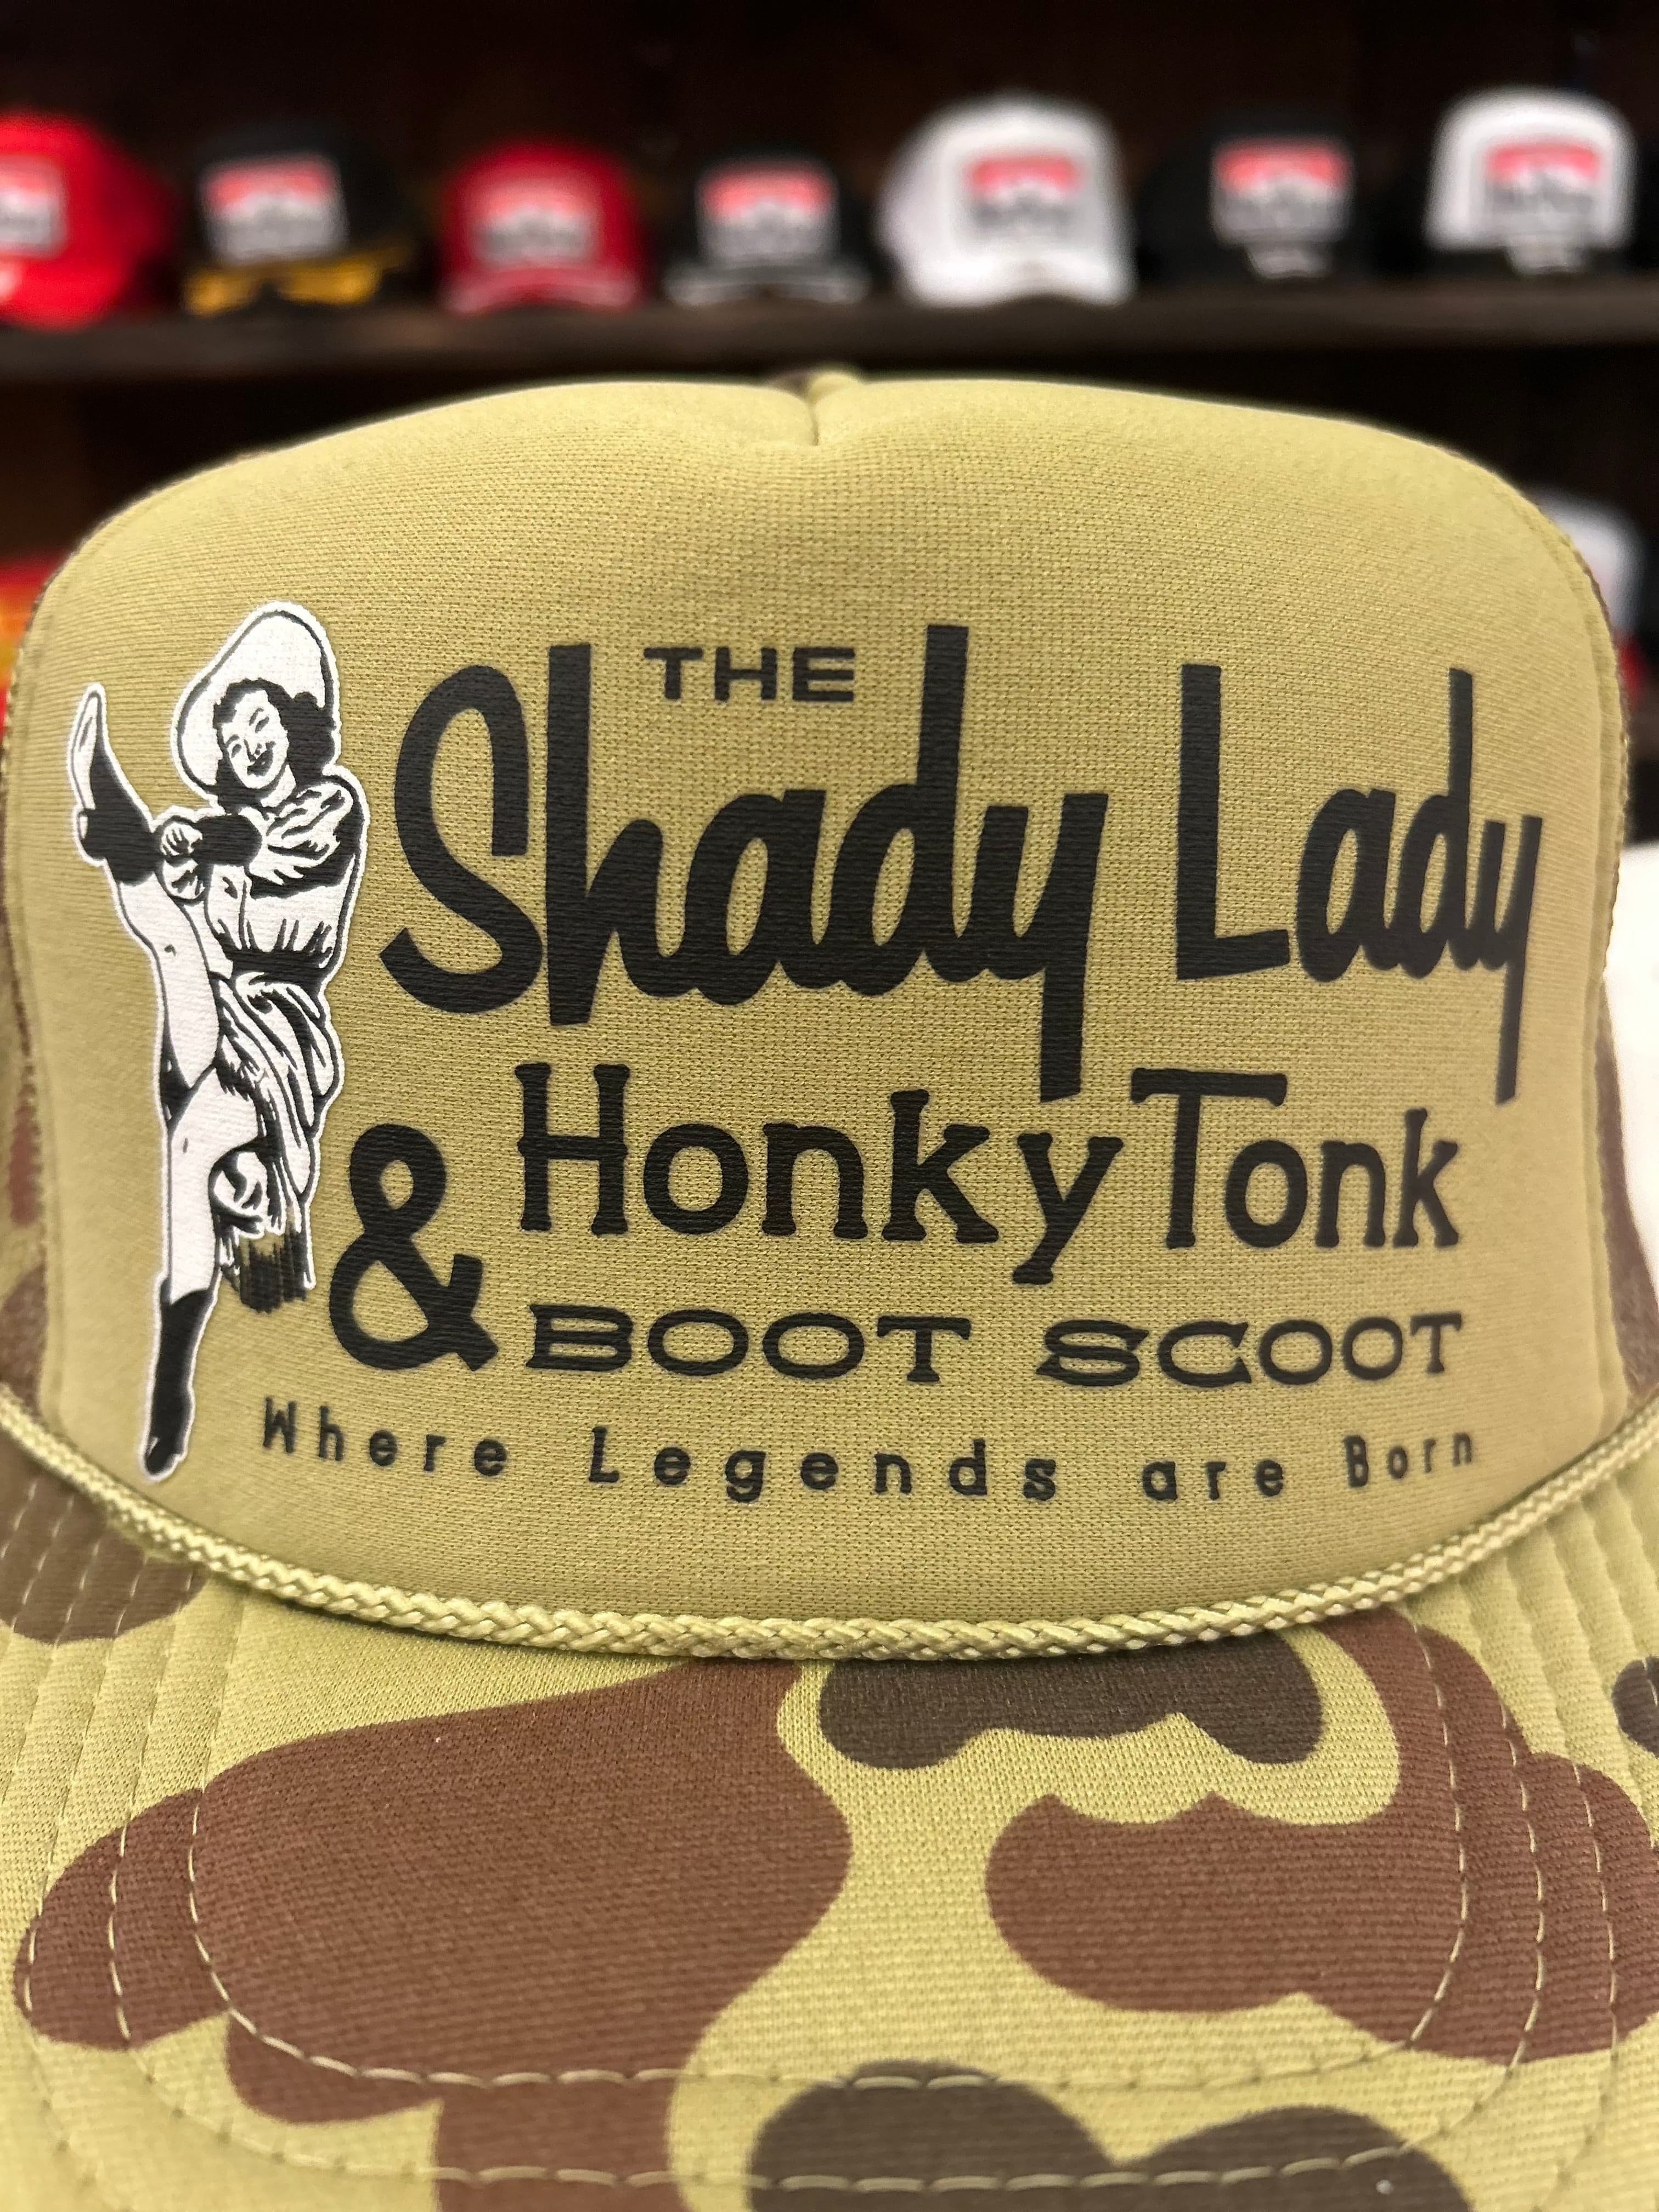 THE
Shady Lady
& Honky Tonk
BOOT SCOOT
Where Legends are Born